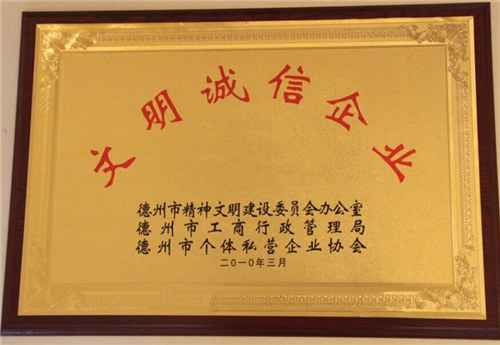 文明诚信企业
德州市精神文明建设委员会办公室
德州市工商行政管理局
德州市个体私营企业协会
二〇一〇年三月